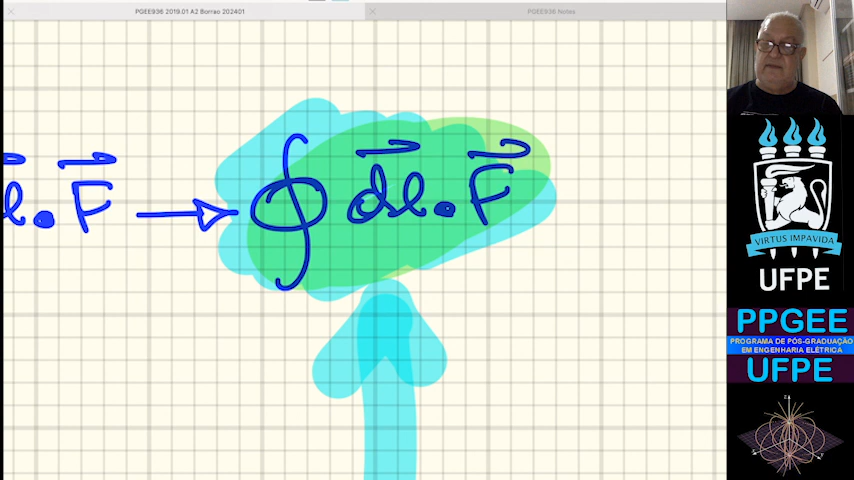 PGEE936 2019.01 A2 Borrao 202401
PGEE936 Notes
ℓ • F⃗ → ∮ d⃗ℓ • F⃗
VIRTUS IMPAVIDA
UFPE
PPGEE
PROGRAMA DE PÓS-GRADUAÇÃO
EM ENGENHARIA ELÉTRICA
UFPE